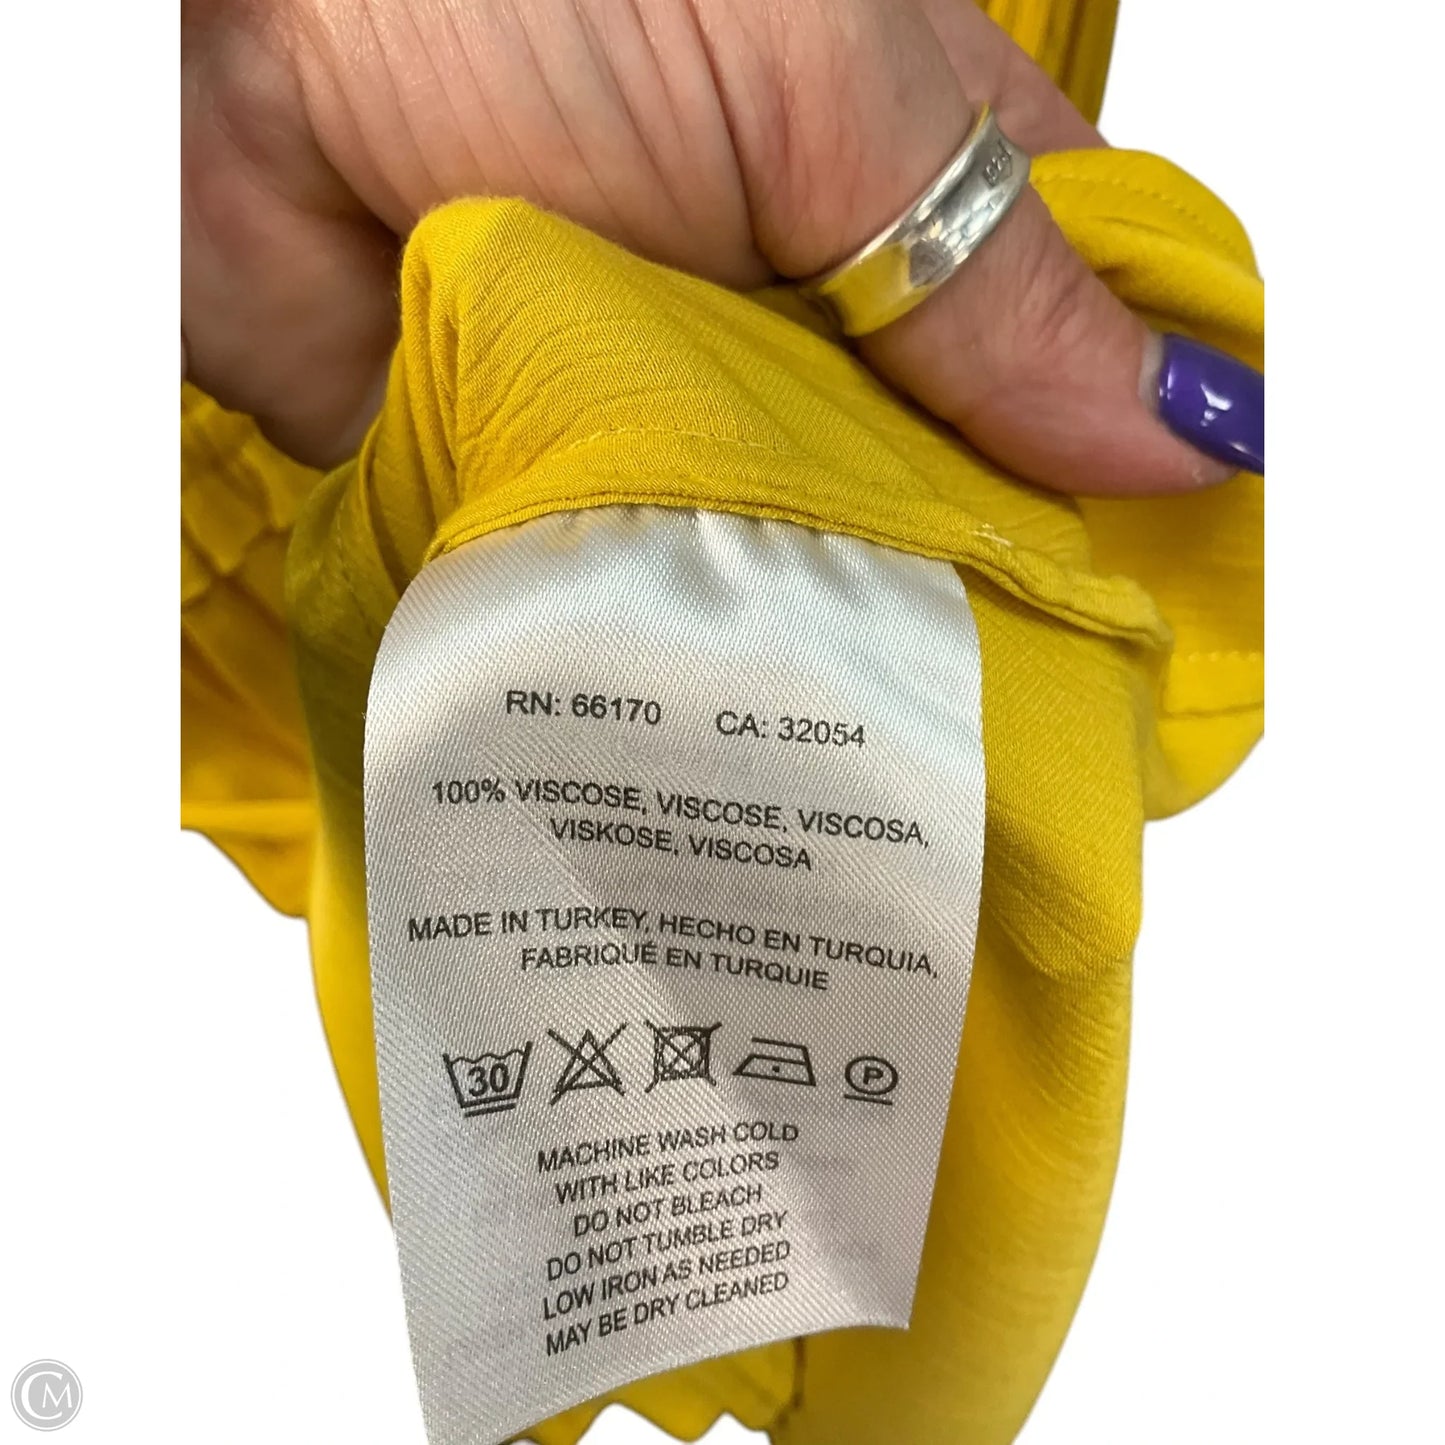 RN: 66170 CA: 32054
100% VISCOSE, VISCOSE, VISCOSA,
VISKOSE, VISCOSA
MADE IN TURKEY, HECHO EN TURQUIA,
FABRIQUÉ EN TURQUIE
30 P
MACHINE WASH COLD
WITH LIKE COLORS
DO NOT BLEACH
DO NOT TUMBLE DRY
LOW IRON AS NEEDED
MAY BE DRY CLEANED
CM